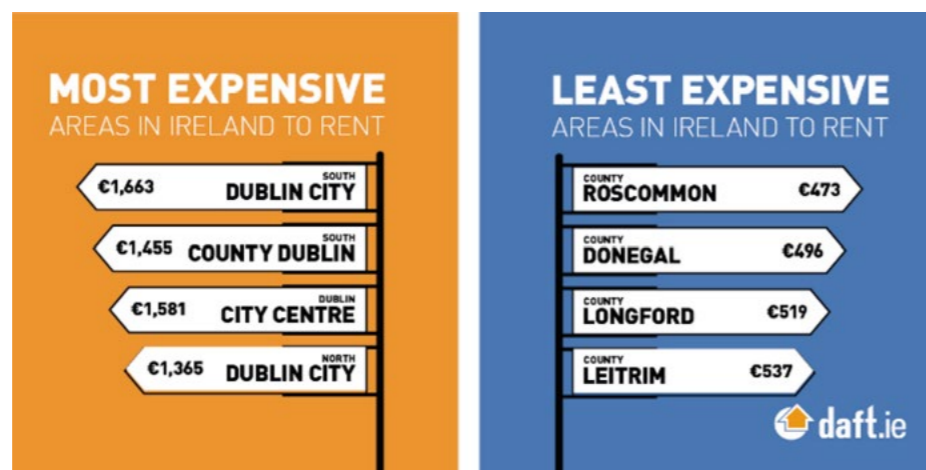 MOST EXPENSIVE
AREAS IN IRELAND TO RENT
€1,663
SOUTH
DUBLIN CITY
€1,455
SOUTH
COUNTY DUBLIN
€1,581
DUBLIN
CITY CENTRE
€1,365
NORTH
DUBLIN CITY
LEAST EXPENSIVE
AREAS IN IRELAND TO RENT
COUNTY
ROSCOMMON
€473
COUNTY
DONEGAL
€496
COUNTY
LONGFORD
€519
COUNTY
LEITRIM
€537
daft.ie